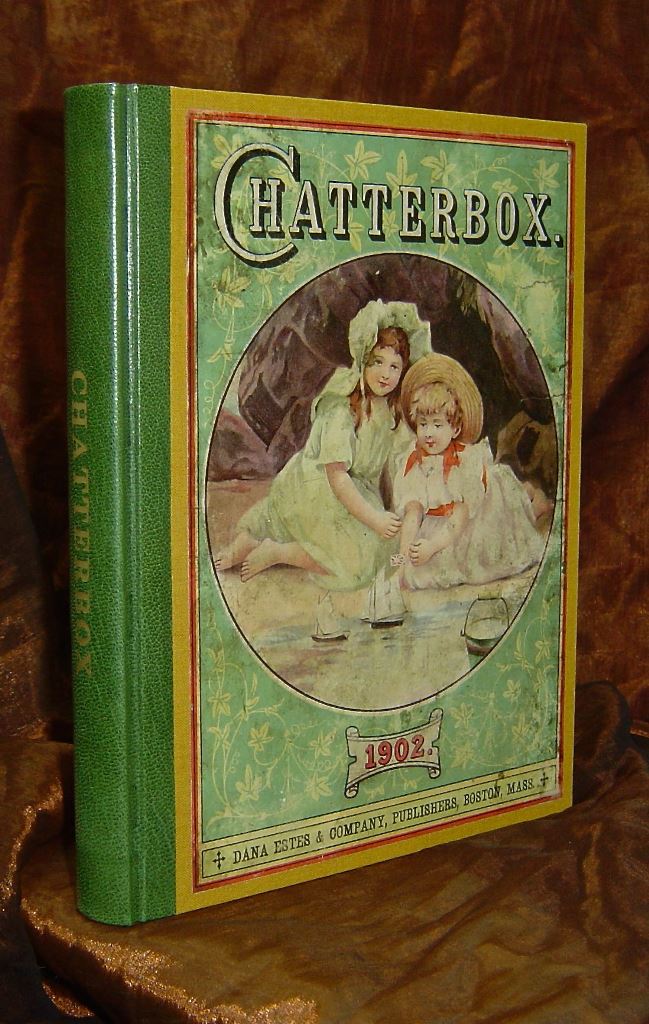 CHATTERBOX
CHATTERBOX.
1902.
DANA ESTES & COMPANY, PUBLISHERS, BOSTON, MASS.